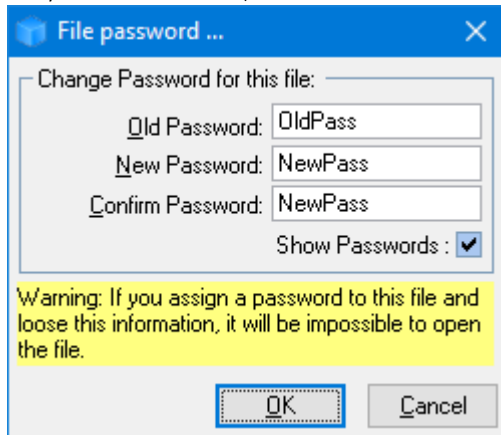 File password ...
Change Password for this file:
Old Password: OldPass
New Password: NewPass
Confirm Password: NewPass
Show Passwords :
Warning: If you assign a password to this file and
loose this information, it will be impossible to open
the file.
OK Cancel